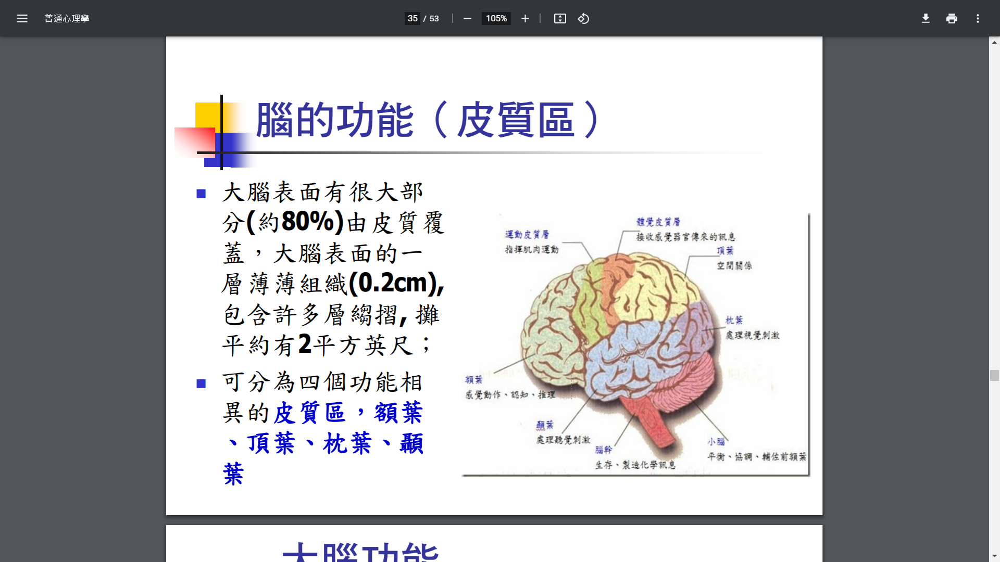 普通心理學
35 / 53
105%
腦的功能（皮質區）
大腦表面有很大部
分(約80%)由皮質覆
蓋，大腦表面的一
層薄薄組織(0.2cm),
包含許多層縐摺, 攤
平約有2平方英尺；
可分為四個功能相
異的皮質區，額葉
、頂葉、枕葉、顳
葉
體覺皮質層
接收感覺器官傳來的訊息
運動皮質層
指揮肌肉運動
頂葉
空間關係
枕葉
處理視覺刺激
額葉
感覺動作、認知、推理
顳葉
處理聽覺刺激
腦幹
生存、製造化學訊息
小腦
平衡、協調、輔佐前額葉
大腦功能